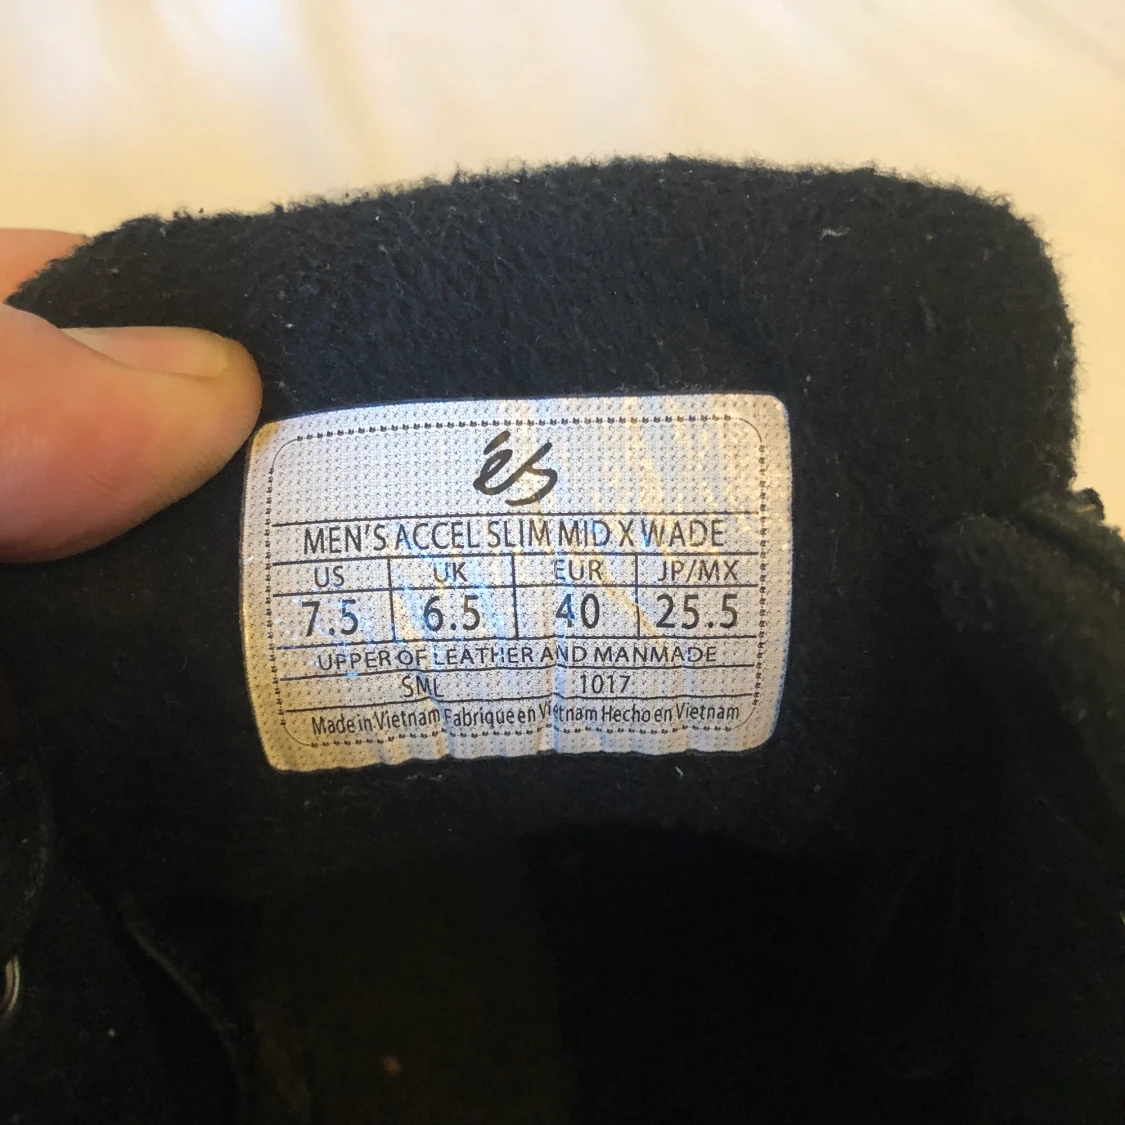 éS
MEN'S ACCEL SLIM MID X WADE
US UK EUR JP/MX
7.5 6.5 40 25.5
UPPER OF LEATHER AND MANMADE
SML 1017
Made in Vietnam Fabrique en Vietnam Hecho en Vietnam